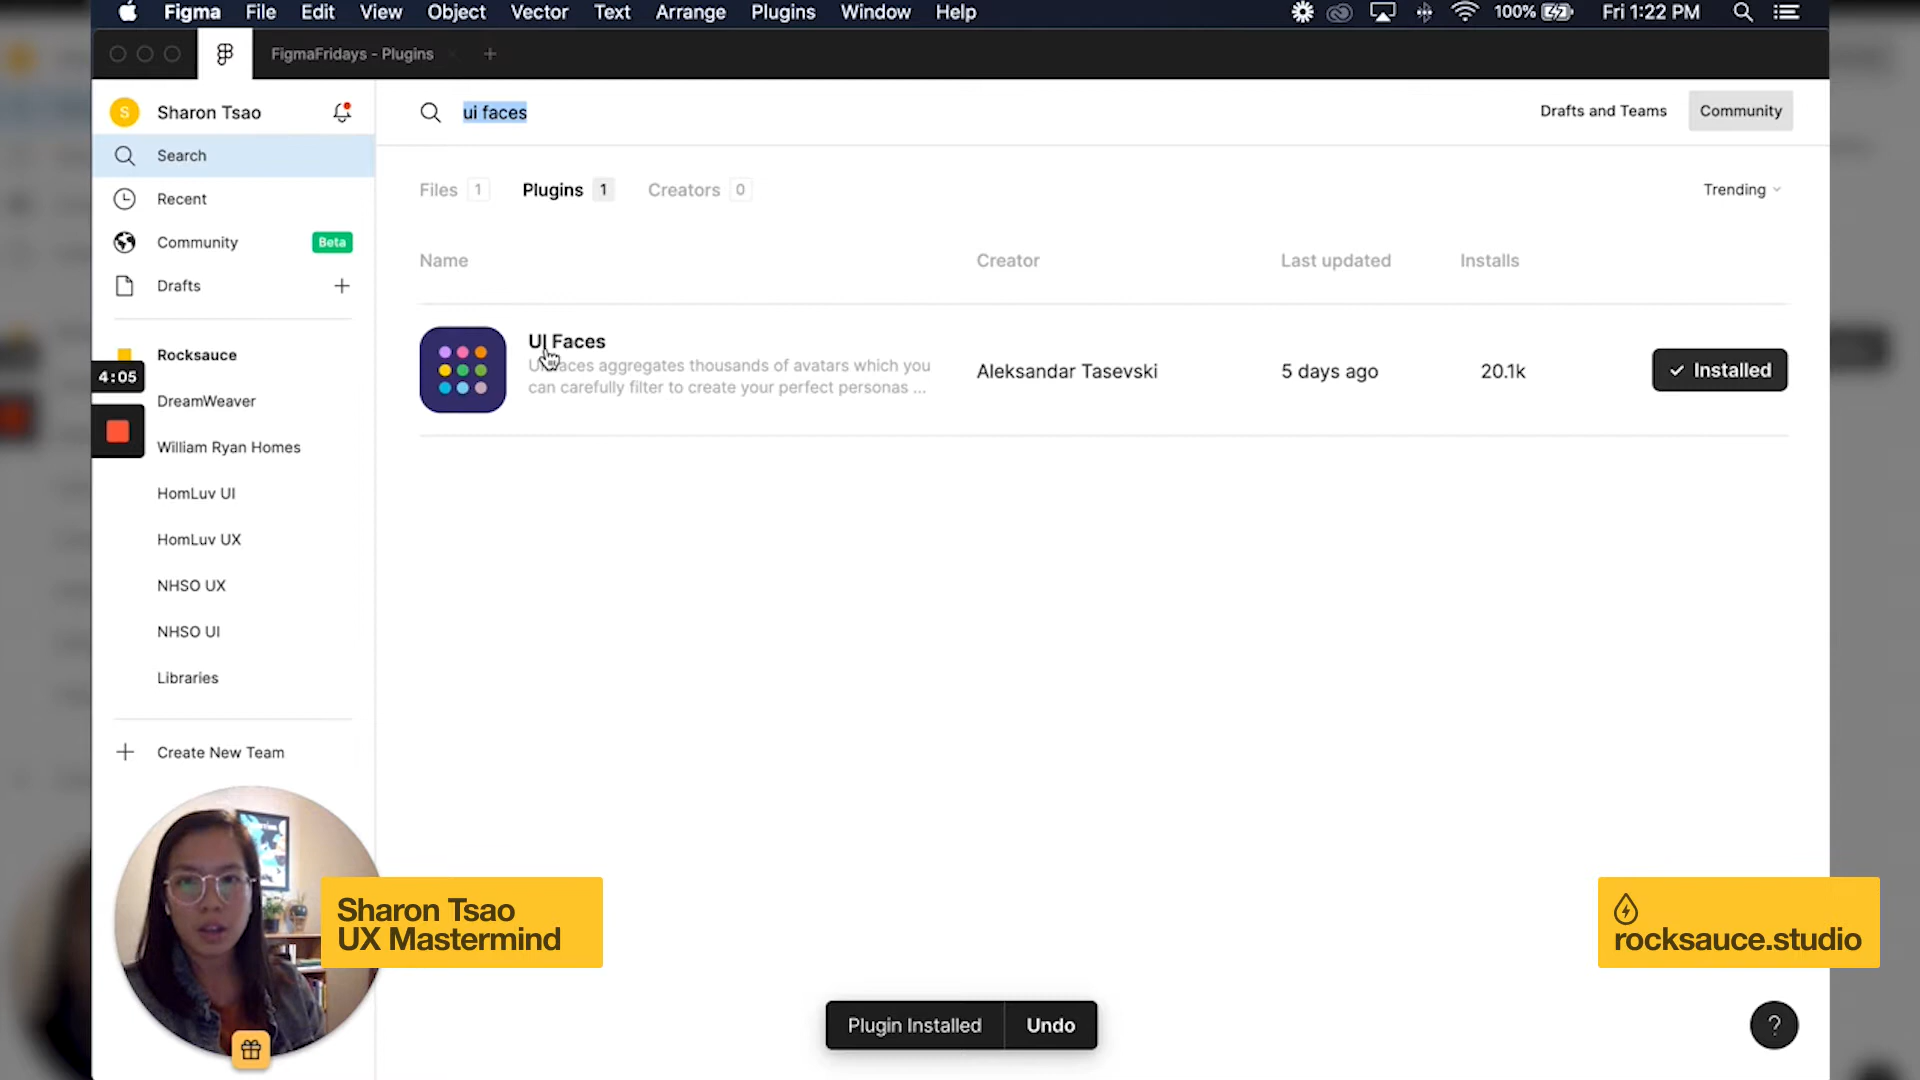 Figma File Edit View Object Vector Text Arrange Plugins Window Help 100% Fri 1:22 PM
FigmaFridays - Plugins
S Sharon Tsao
ui faces
Drafts and Teams Community
Search
Recent
Community Beta
Drafts
Files 1 Plugins 1 Creators 0 Trending
Name Creator Last updated Installs
UI Faces
UI Faces aggregates thousands of avatars which you
can carefully filter to create your perfect personas ...
Aleksandar Tasevski 5 days ago 20.1k Installed
Rocksauce
4:05
DreamWeaver
William Ryan Homes
HomLuv UI
HomLuv UX
NHSO UX
NHSO UI
Libraries
Create New Team
Sharon Tsao
UX Mastermind
rocksauce.studio
Plugin Installed Undo
?